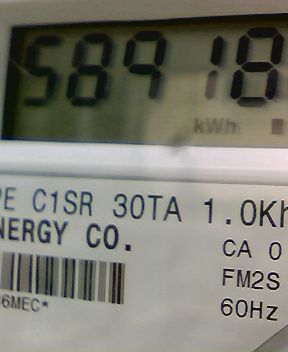 58918
kWh
PE C1SR 30TA 1.0Kh
NERGY CO.
CA 0
FM2S
6MEC*
60Hz